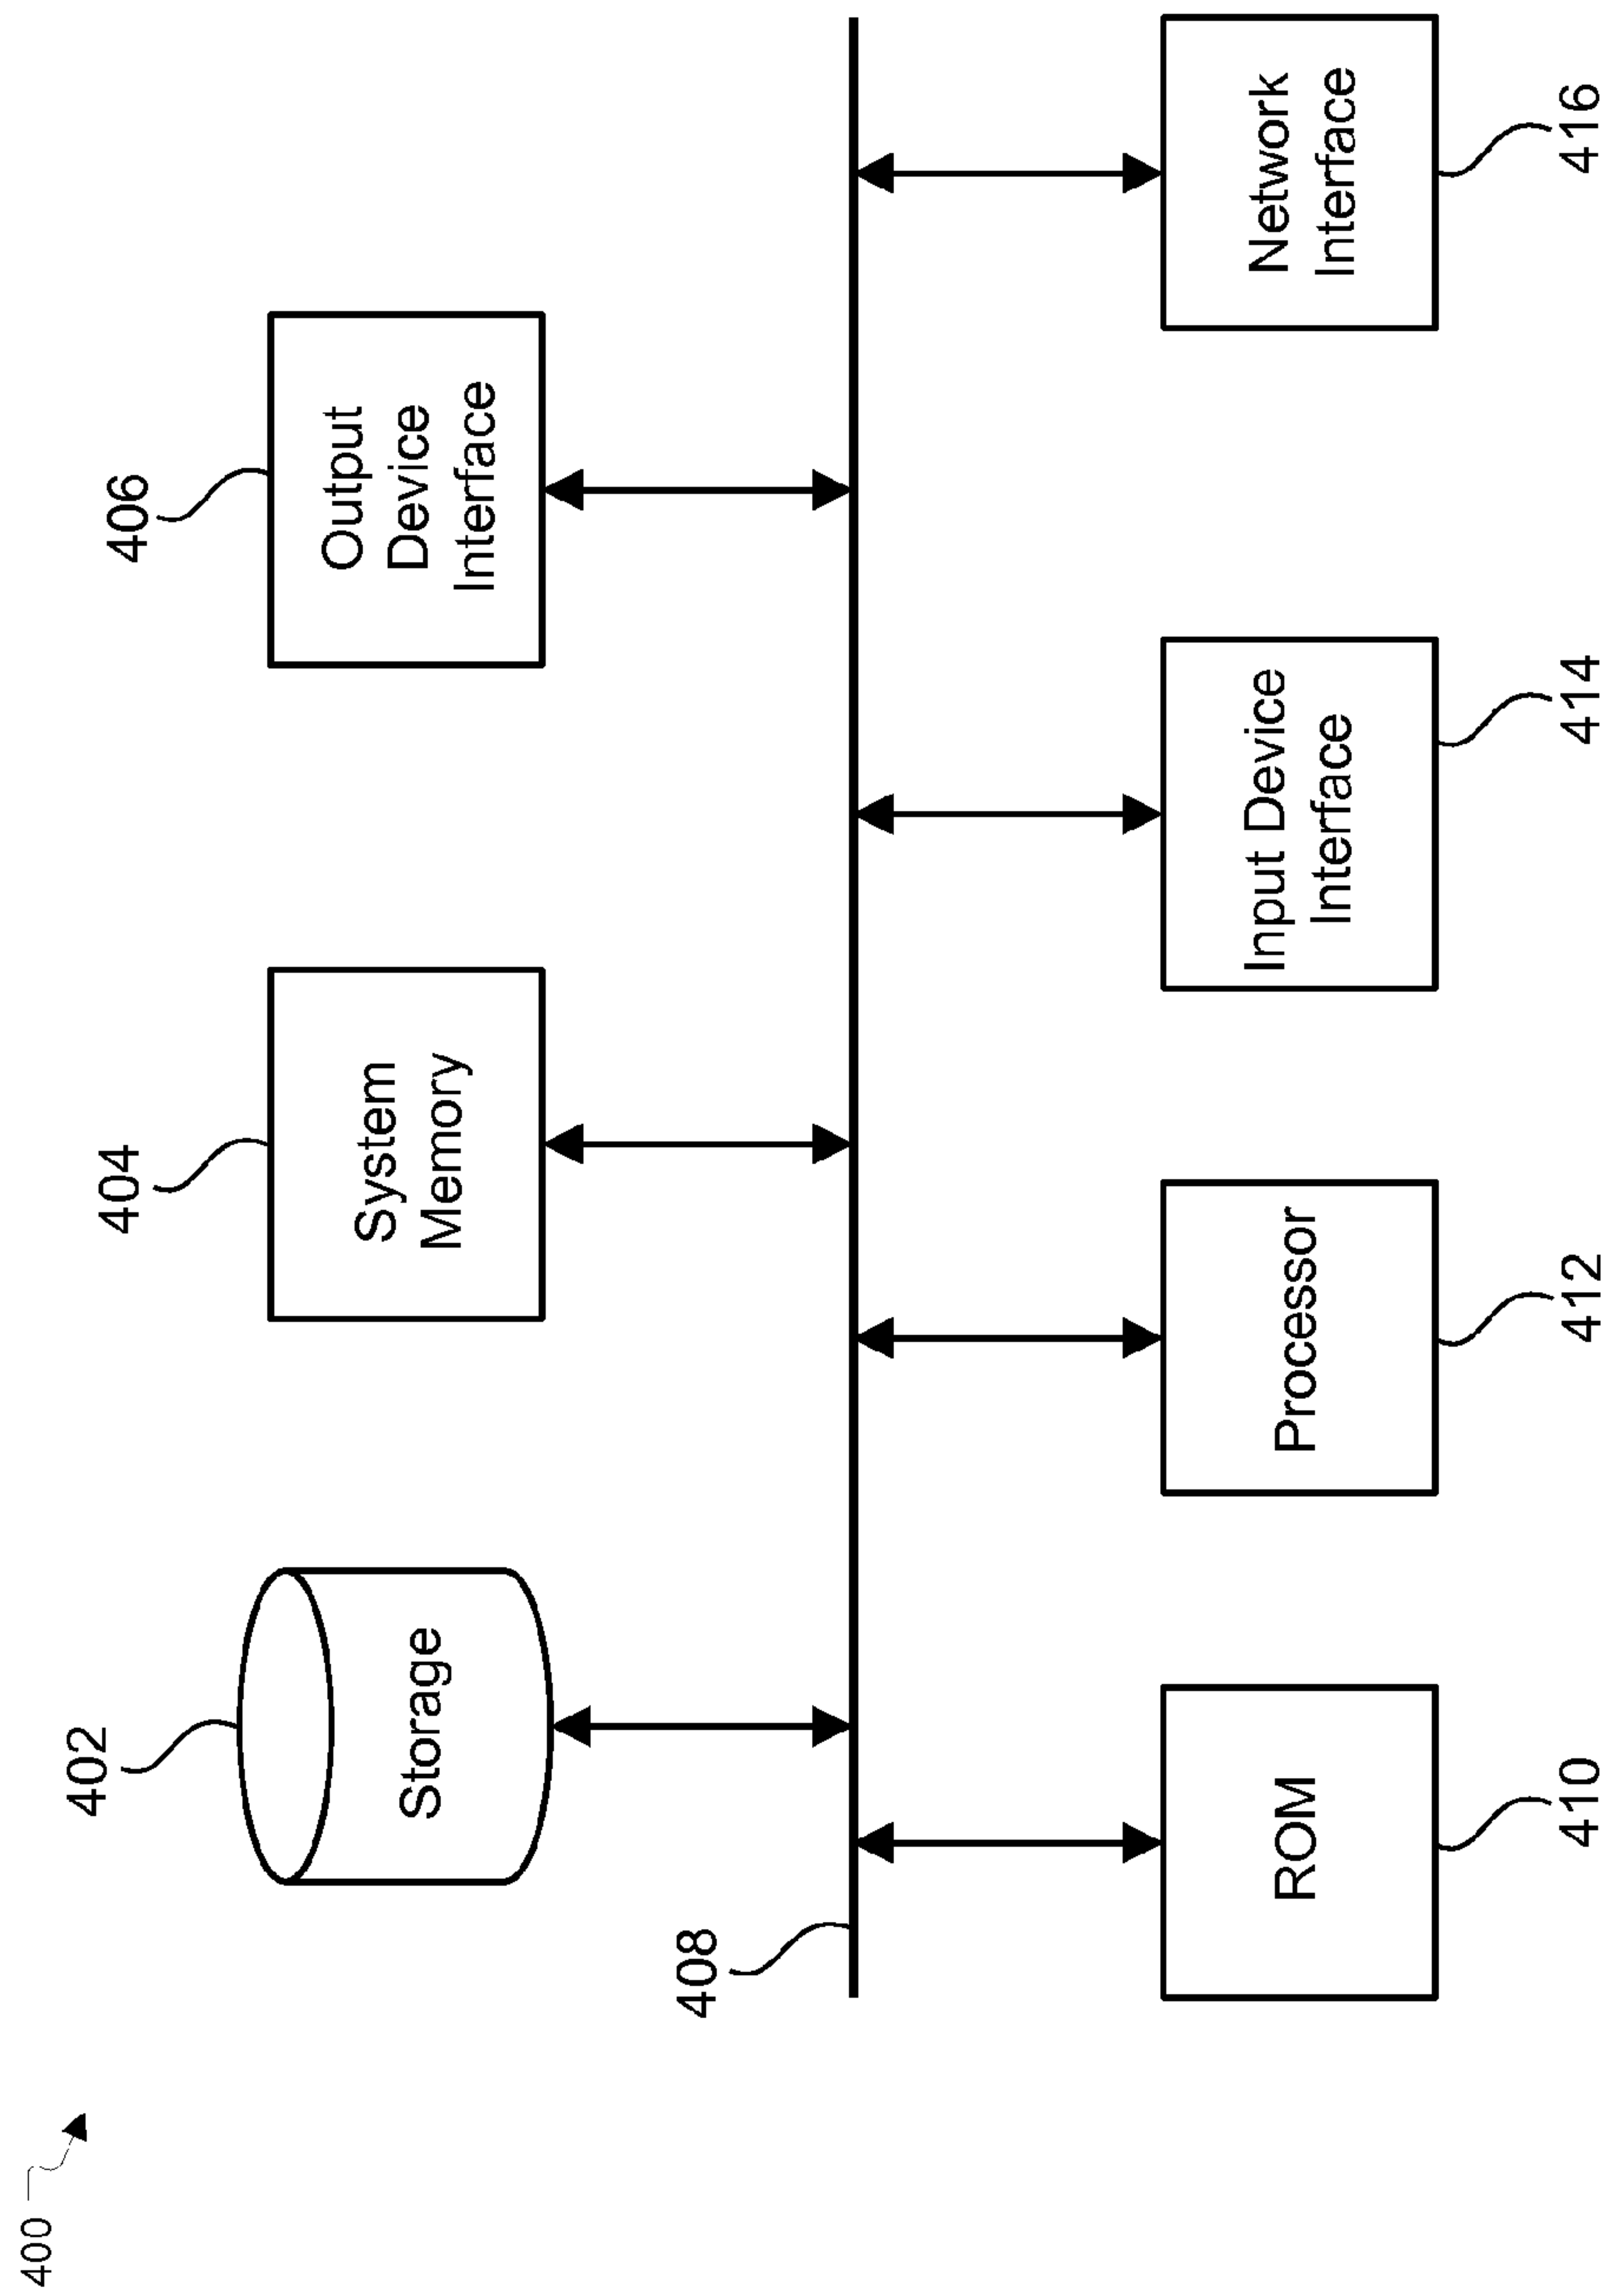 400
402
404
406
Storage
System
Memory
Output
Device
Interface
408
ROM
Processor
Input Device
Interface
Network
Interface
410
412
414
416